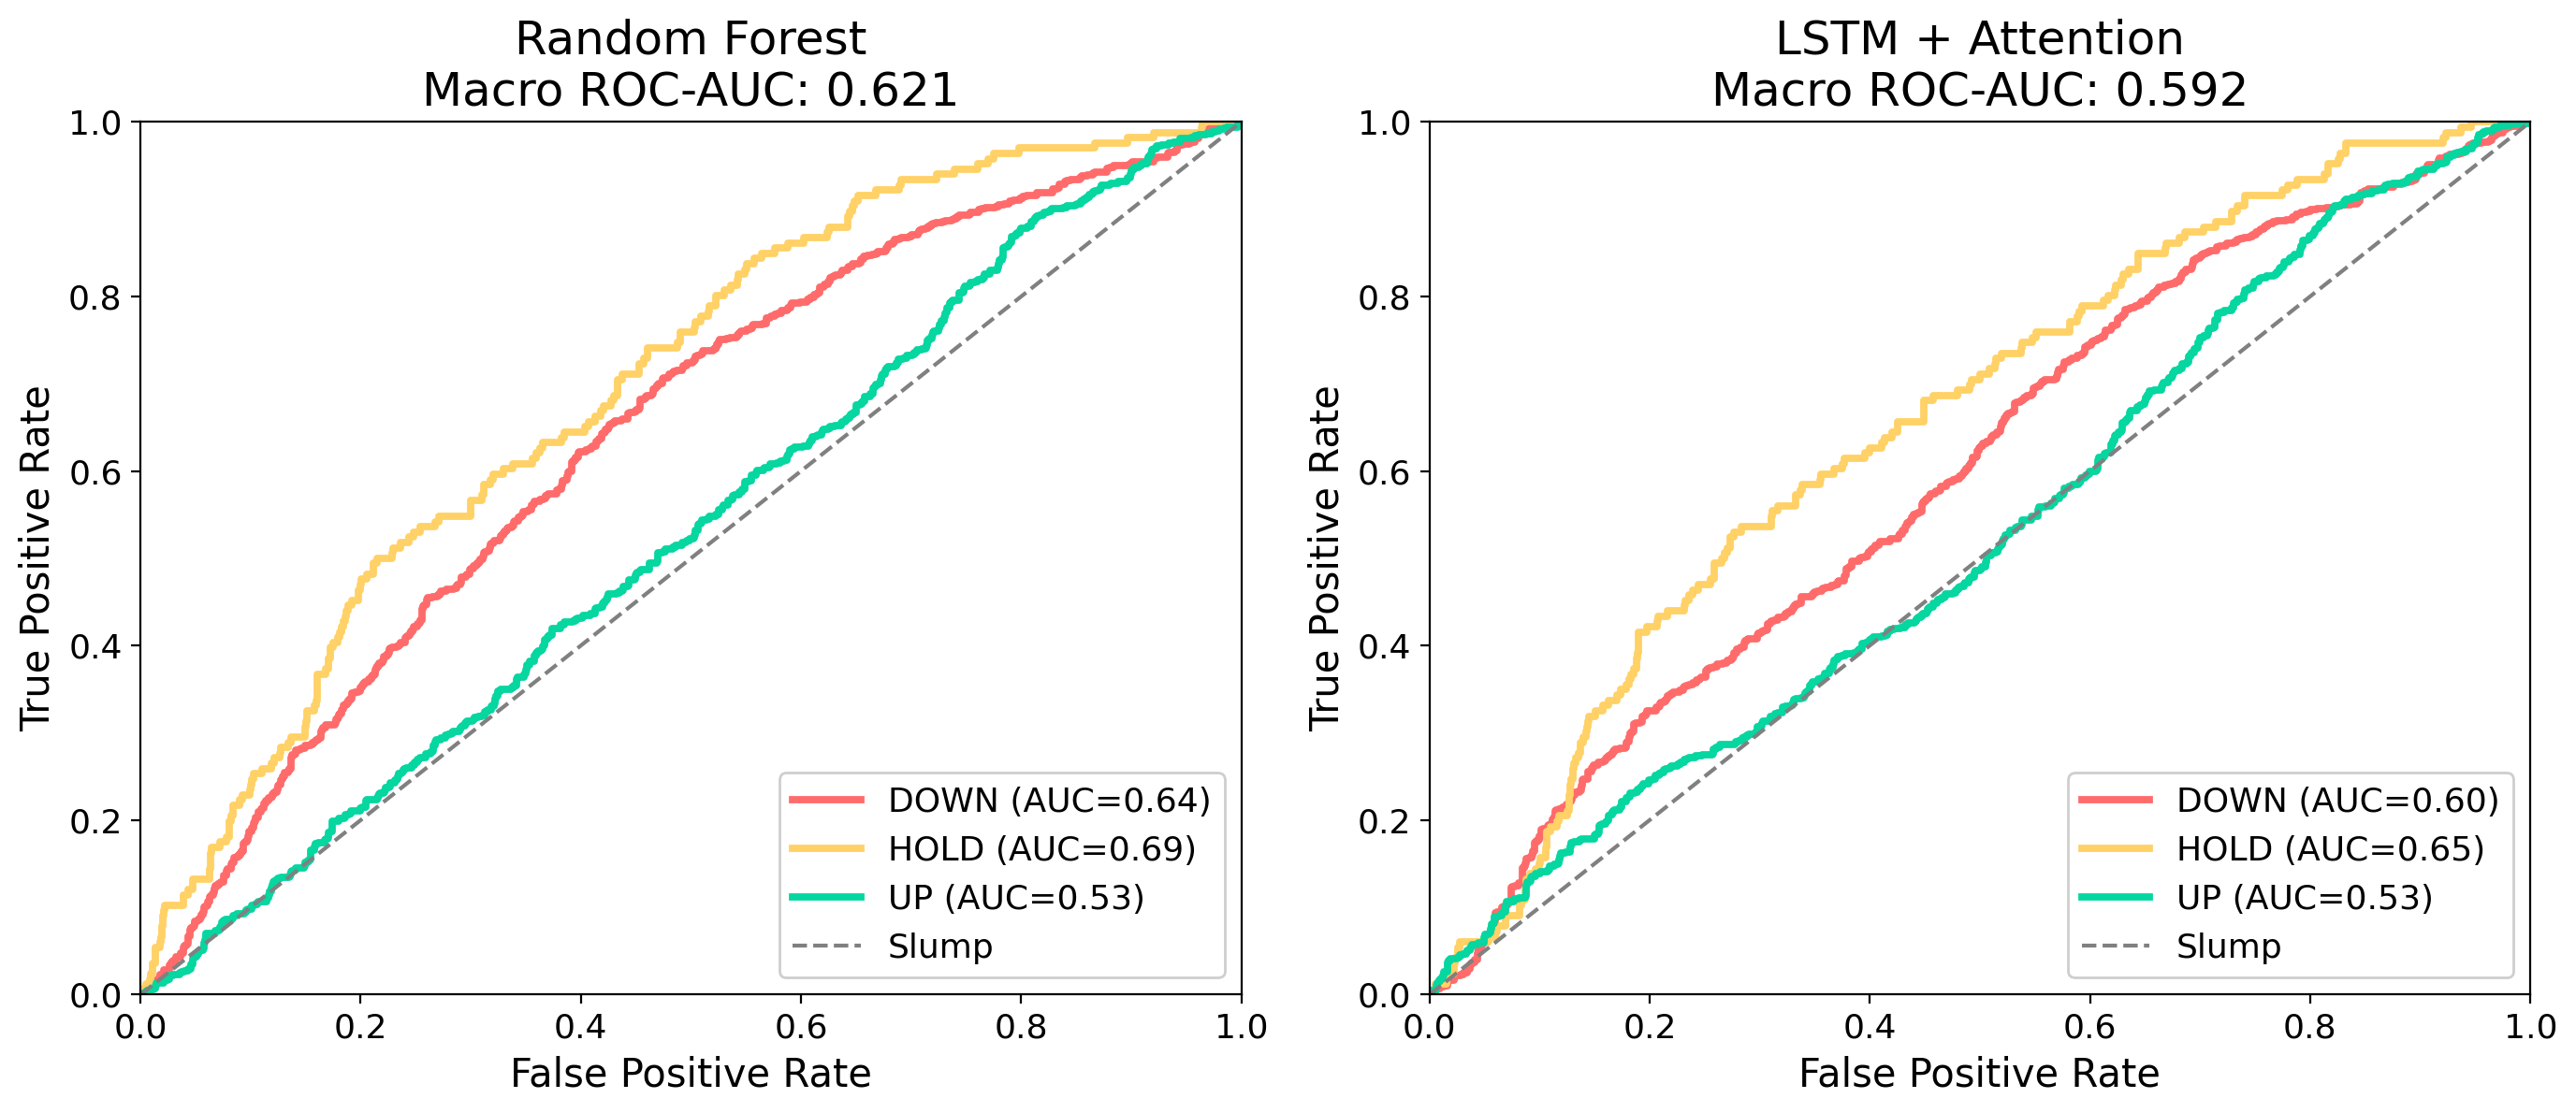 Random Forest
Macro ROC-AUC: 0.621
True Positive Rate
1.0
0.8
0.6
0.4
0.2
0.0
DOWN (AUC=0.64)
HOLD (AUC=0.69)
UP (AUC=0.53)
Slump
0.0 0.2 0.4 0.6 0.8 1.0
False Positive Rate
LSTM + Attention
Macro ROC-AUC: 0.592
True Positive Rate
1.0
0.8
0.6
0.4
0.2
0.0
DOWN (AUC=0.60)
HOLD (AUC=0.65)
UP (AUC=0.53)
Slump
0.0 0.2 0.4 0.6 0.8 1.0
False Positive Rate